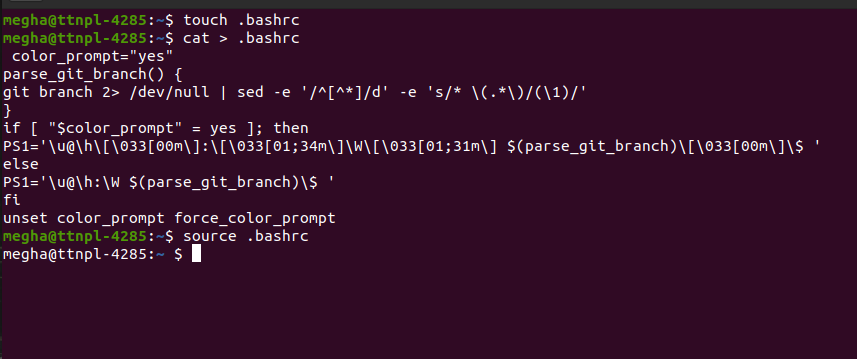 megha@ttnpl-4285:~$ touch .bashrc
megha@ttnpl-4285:~$ cat > .bashrc
 color_prompt="yes"
parse_git_branch() {
git branch 2> /dev/null | sed -e '/^[^*]/d' -e 's/* \(.*\)/(\1)/'
}
if [ "$color_prompt" = yes ]; then
PS1='\u@\h\[\033[00m\]:\[\033[01;34m\]\W\[\033[01;31m\] $(parse_git_branch)\[\033[00m\]\$ '
else
PS1='\u@\h:\W $(parse_git_branch)\$ '
fi
unset color_prompt force_color_prompt
megha@ttnpl-4285:~$ source .bashrc
megha@ttnpl-4285:~ $